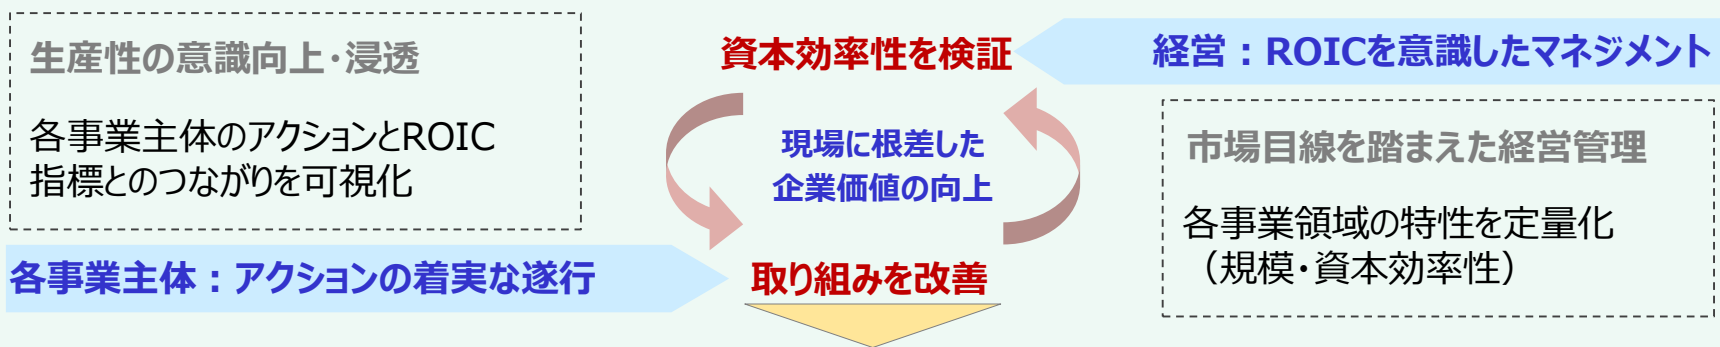 生産性の意識向上・浸透
各事業主体のアクションとROIC
指標とのつながりを可視化
各事業主体：アクションの着実な遂行
資本効率性を検証
現場に根差した
企業価値の向上
取り組みを改善
経営：ROICを意識したマネジメント
市場目線を踏まえた経営管理
各事業領域の特性を定量化
（規模・資本効率性）